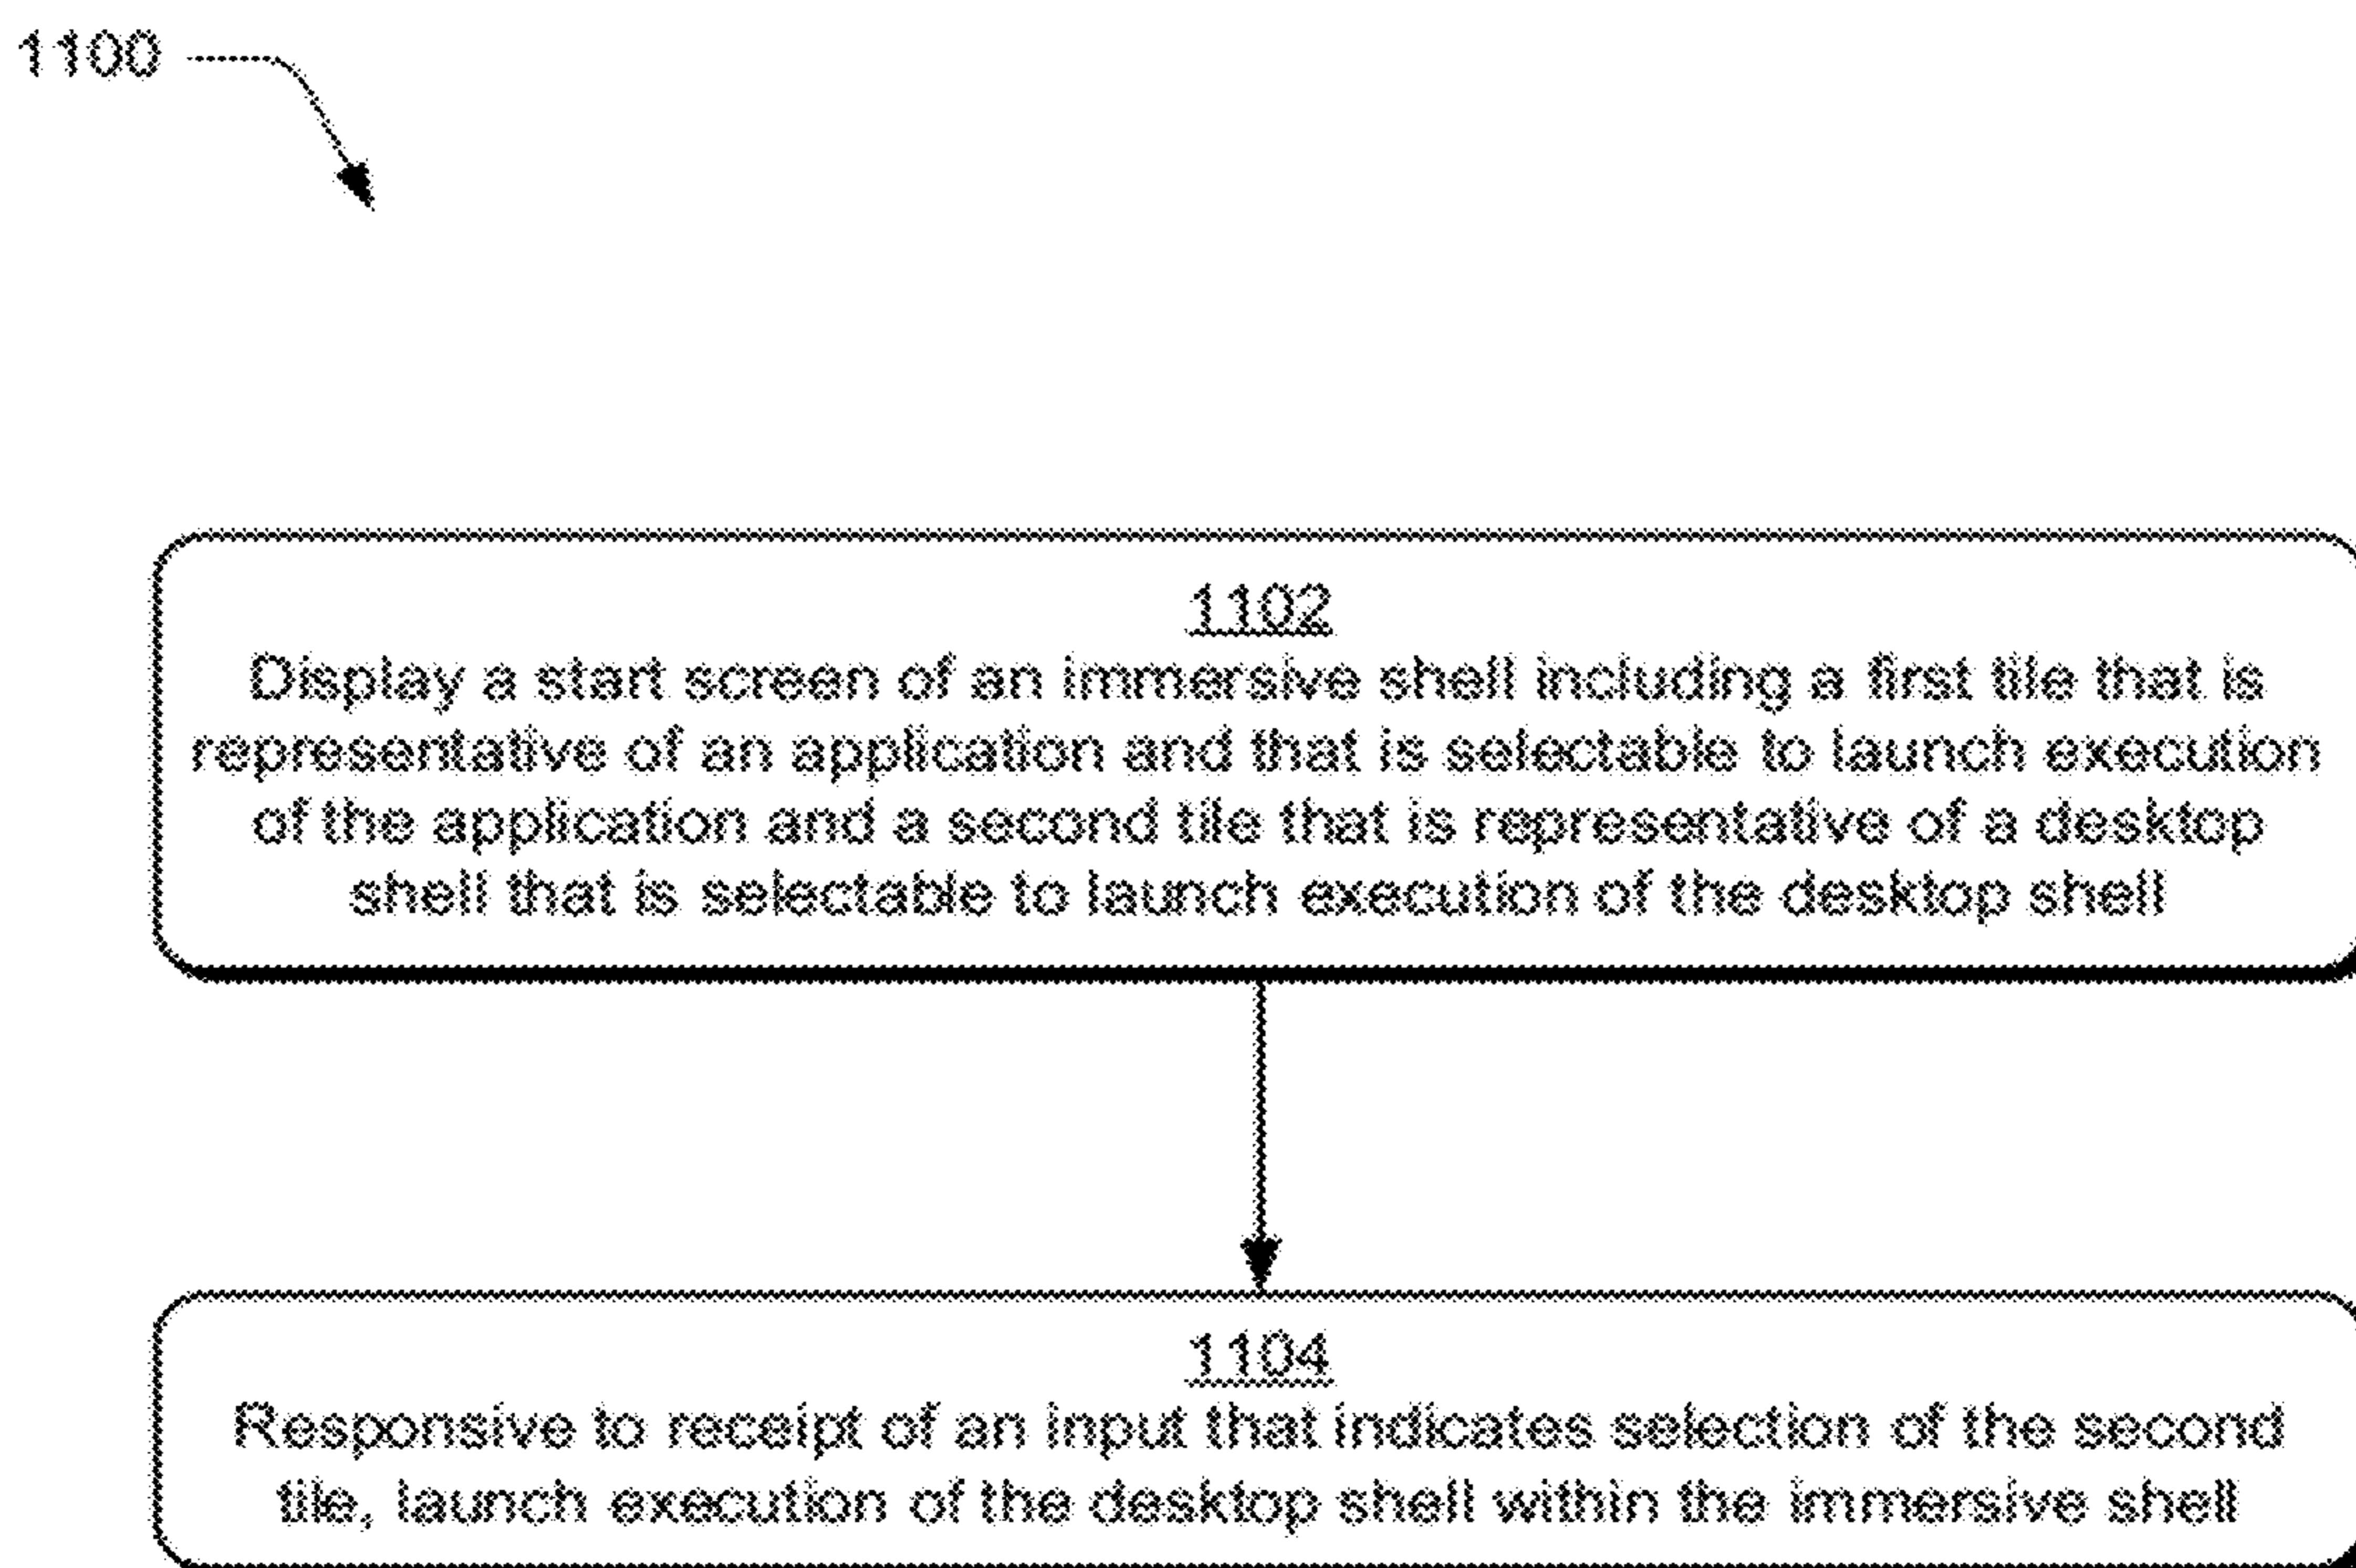 1100
1102
Display a start screen of an immersive shell including a first tile that is
representative of an application and that is selectable to launch execution
of the application and a second tile that is representative of a desktop
shell that is selectable to launch execution of the desktop shell
1104
Responsive to receipt of an input that indicates selection of the second
tile, launch execution of the desktop shell within the immersive shell